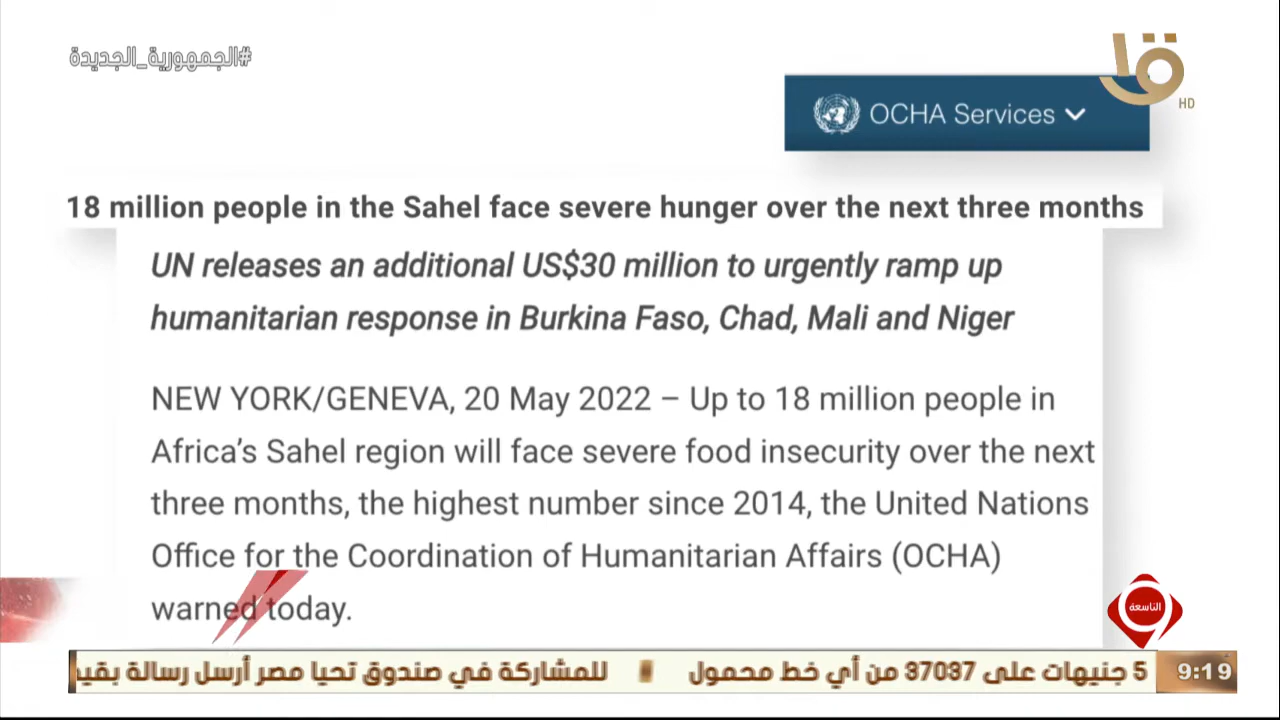 #الجمهورية_الجديدة
HD
OCHA Services
18 million people in the Sahel face severe hunger over the next three months
UN releases an additional US$30 million to urgently ramp up
humanitarian response in Burkina Faso, Chad, Mali and Niger
NEW YORK/GENEVA, 20 May 2022 – Up to 18 million people in
Africa’s Sahel region will face severe food insecurity over the next
three months, the highest number since 2014, the United Nations
Office for the Coordination of Humanitarian Affairs (OCHA)
warned today.
التاسعة
9
5 جنيهات على 37037 من أي خط محمول للمشاركة في صندوق تحيا مصر أرسل رسالة بقيم
9:19